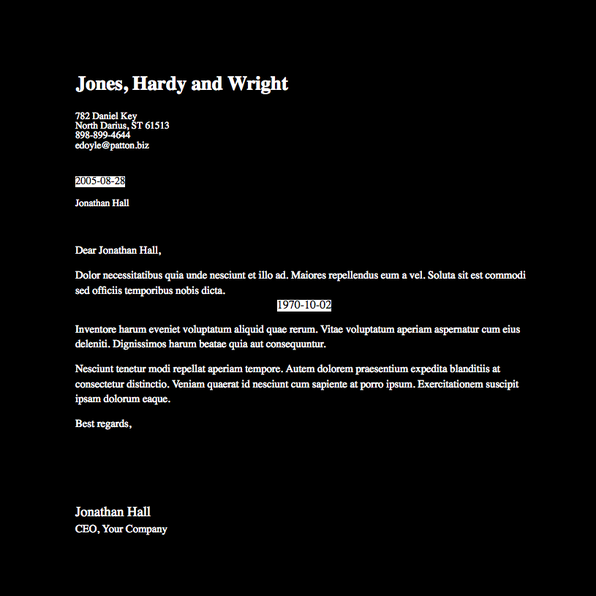 Jones, Hardy and Wright
782 Daniel Key
North Darius, ST 61513
898-899-4644
edoyle@patton.biz
2005-08-28
Jonathan Hall
Dear Jonathan Hall,
Dolor necessitatibus quia unde nesciunt et illo ad. Maiores repellendus eum a vel. Soluta sit est commodi
sed officiis temporibus nobis dicta.
1970-10-02
Inventore harum eveniet voluptatum aliquid quae rerum. Vitae voluptatum aperiam aspernatur cum eius
deleniti. Dignissimos harum beatae quia aut consequuntur.
Nesciunt tenetur modi repellat aperiam tempore. Autem dolorem praesentium expedita blanditiis at
consectetur distinctio. Veniam quaerat id nesciunt cum sapiente at porro ipsum. Exercitationem suscipit
ipsam dolorum eaque.
Best regards,
Jonathan Hall
CEO, Your Company